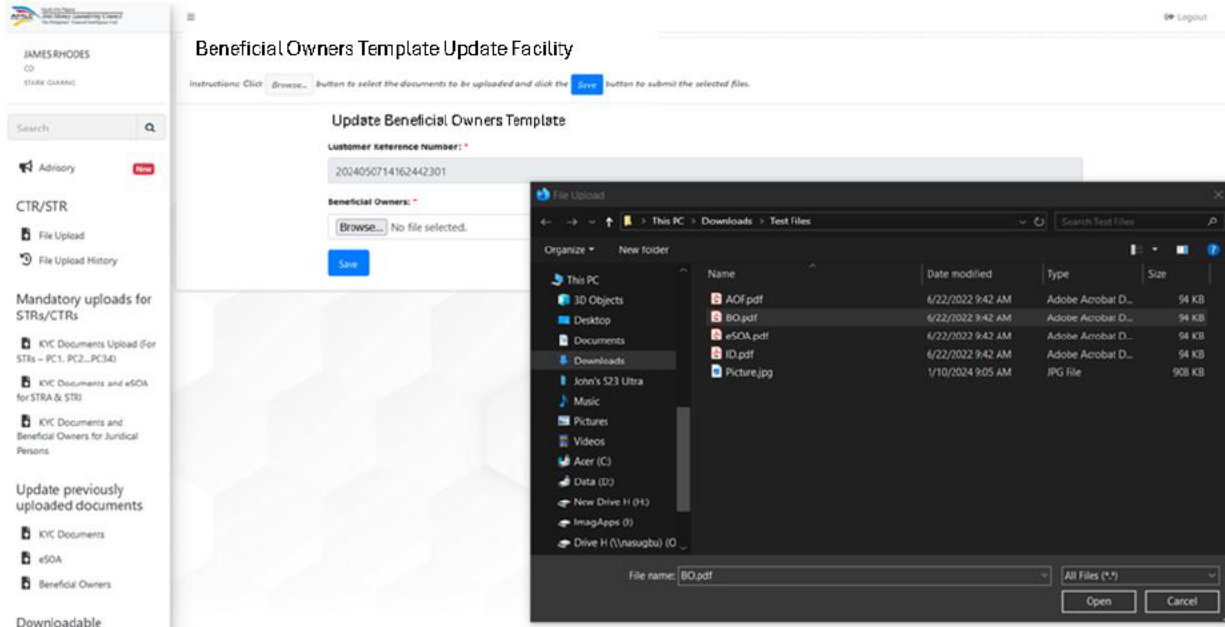 Anti-Money Laundering Council
Logout
JAMES RHODES
CO
STARK GAMING
Search
Advisory
New
CTR/STR
File Upload
File Upload History
Mandatory uploads for
STRs/CTRs
KYC Documents Upload (For
STRs – PC1, PC2...PC34)
KYC Documents and eSOA
for STRA & STRI
KYC Documents and
Beneficial Owners for Juridical
Persons
Update previously
uploaded documents
KYC Documents
eSOA
Beneficial Owners
Downloadable
Beneficial Owners Template Update Facility
Instructions: Click Browse... button to select the documents to be uploaded and click the Save button to submit the selected files.
Update Beneficial Owners Template
Customer Reference Number: *
2024050714162442301
Beneficial Owners: *
Browse... No file selected.
Save
File Upload
This PC > Downloads > Test Files
Search Test Files
Organize
New folder
This PC
3D Objects
Desktop
Documents
Downloads
John's S23 Ultra
Music
Pictures
Videos
Acer (C:)
Data (D:)
New Drive H (H:)
ImagApps (I:)
Drive H (\\nasugbu) (O
Name Date modified Type Size
AOF.pdf 6/22/2022 9:42 AM Adobe Acrobat D... 94 KB
BO.pdf 6/22/2022 9:42 AM Adobe Acrobat D... 94 KB
eSOA.pdf 6/22/2022 9:42 AM Adobe Acrobat D... 94 KB
ID.pdf 6/22/2022 9:42 AM Adobe Acrobat D... 94 KB
Picture.jpg 1/10/2024 9:05 AM JPG File 908 KB
File name: BO.pdf
All Files (*.*)
Open
Cancel